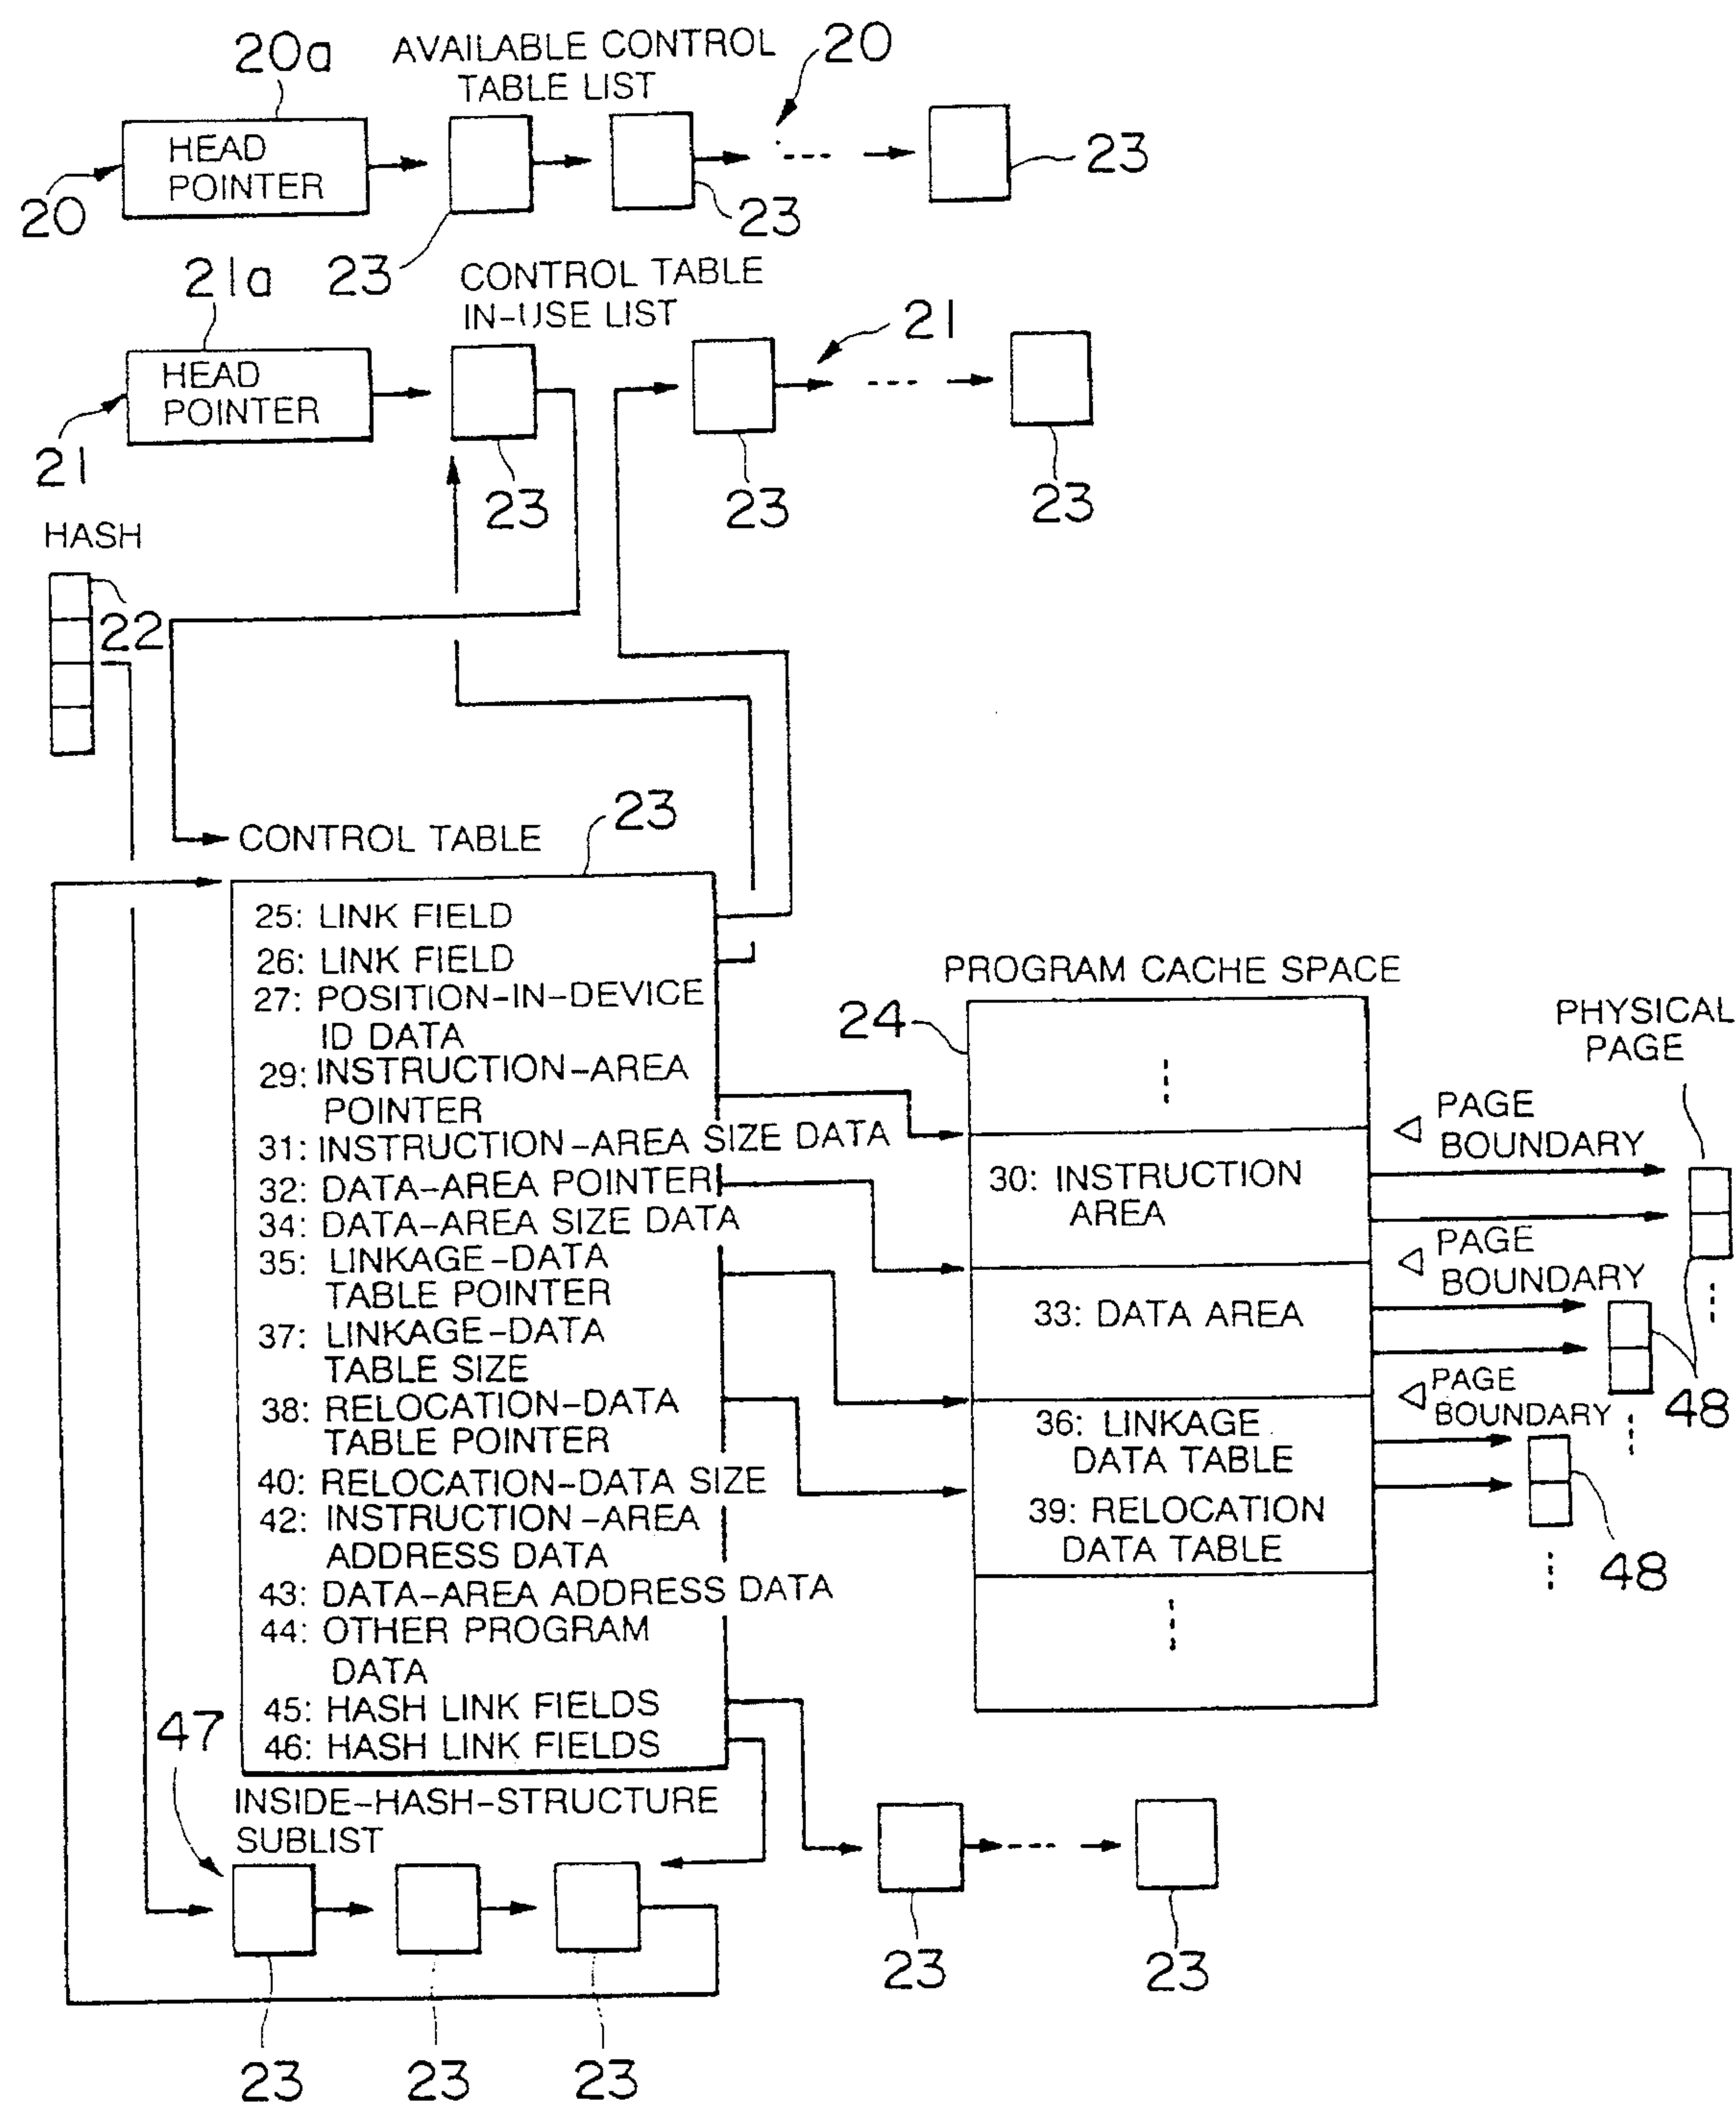 20a
AVAILABLE CONTROL
TABLE LIST
20
HEAD
POINTER
20
23
23
23
21a
CONTROL TABLE
IN-USE LIST
21
HEAD
POINTER
21
23
23
23
HASH
22
CONTROL TABLE
23
25: LINK FIELD
26: LINK FIELD
27: POSITION-IN-DEVICE
ID DATA
29: INSTRUCTION-AREA
POINTER
31: INSTRUCTION-AREA SIZE DATA
32: DATA-AREA POINTER
34: DATA-AREA SIZE DATA
35: LINKAGE-DATA
TABLE POINTER
37: LINKAGE-DATA
TABLE SIZE
38: RELOCATION-DATA
TABLE POINTER
40: RELOCATION-DATA SIZE
42: INSTRUCTION-AREA
ADDRESS DATA
43: DATA-AREA ADDRESS DATA
44: OTHER PROGRAM
DATA
45: HASH LINK FIELDS
46: HASH LINK FIELDS
PROGRAM CACHE SPACE
24
30: INSTRUCTION
AREA
33: DATA AREA
36: LINKAGE
DATA TABLE
39: RELOCATION
DATA TABLE
PHYSICAL
PAGE
PAGE
BOUNDARY
PAGE
BOUNDARY
PAGE
BOUNDARY
48
48
47
INSIDE-HASH-STRUCTURE
SUBLIST
23
23
23
23
23